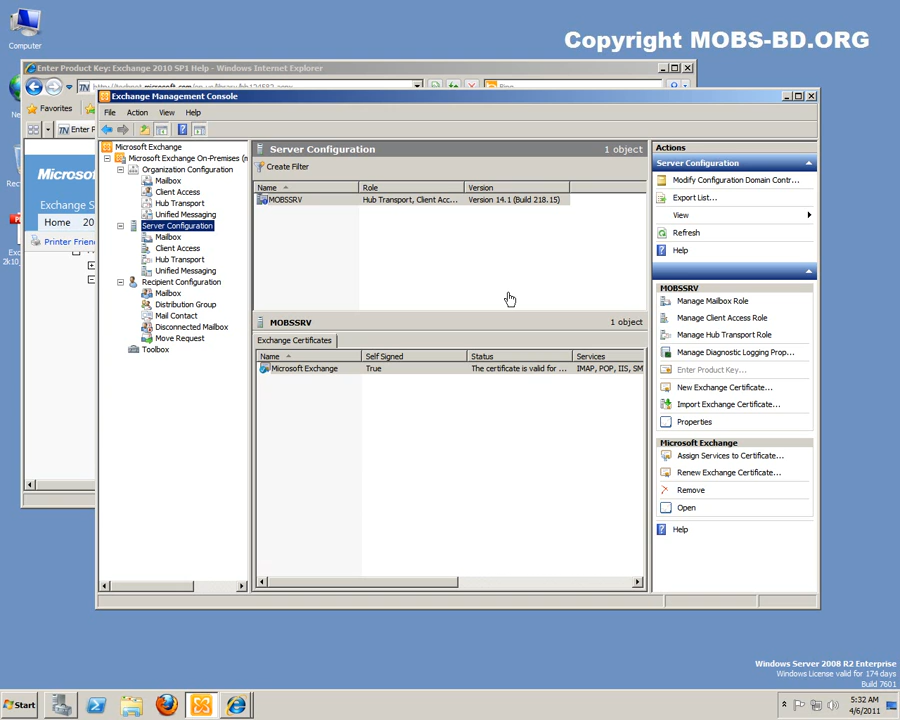 Computer
Copyright MOBS-BD.ORG
Enter Product Key: Exchange 2010 SP1 Help - Windows Internet Explorer
Favorites
TN Enter P
Exchange S
Home 20
Printer Frien
Exchange Management Console
File Action View Help
Microsoft Exchange
Microsoft Exchange On-Premises (n
Organization Configuration
Mailbox
Client Access
Hub Transport
Unified Messaging
Server Configuration
Mailbox
Client Access
Hub Transport
Unified Messaging
Recipient Configuration
Mailbox
Distribution Group
Mail Contact
Disconnected Mailbox
Move Request
Toolbox
Server Configuration 1 object
Create Filter
Name Role Version
MOBSSRV Hub Transport, Client Acc... Version 14.1 (Build 218.15)
MOBSSRV 1 object
Exchange Certificates
Name Self Signed Status Services
Microsoft Exchange True The certificate is valid for ... IMAP, POP, IIS, SM
Actions
Server Configuration
Modify Configuration Domain Contr...
Export List...
View
Refresh
Help
MOBSSRV
Manage Mailbox Role
Manage Client Access Role
Manage Hub Transport Role
Manage Diagnostic Logging Prop...
Enter Product Key...
New Exchange Certificate...
Import Exchange Certificate...
Properties
Microsoft Exchange
Assign Services to Certificate...
Renew Exchange Certificate...
Remove
Open
Help
Windows Server 2008 R2 Enterprise
Windows License valid for 174 days
Build 7601
Start
5:32 AM
4/6/2011